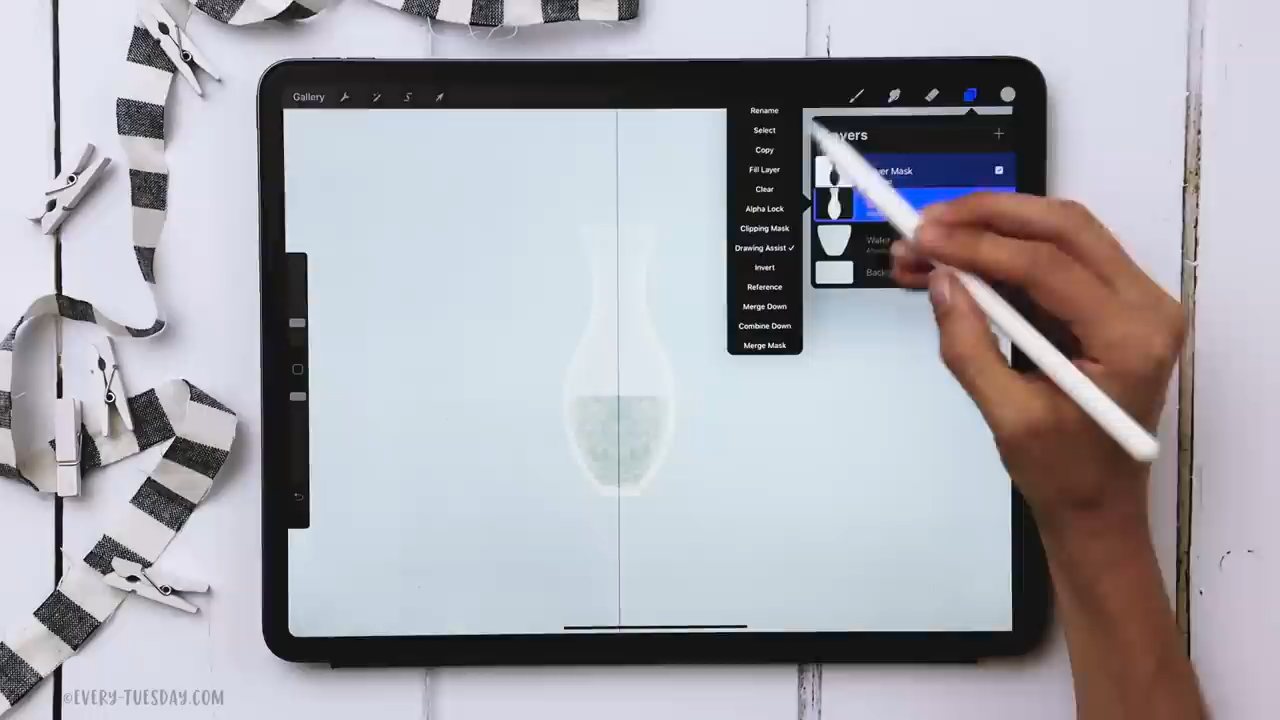 Gallery
Rename
Select
Copy
Fill Layer
Clear
Alpha Lock
Clipping Mask
Drawing Assist ✓
Invert
Reference
Merge Down
Combine Down
Merge Mask
Mask
©EVERY-TUESDAY.COM